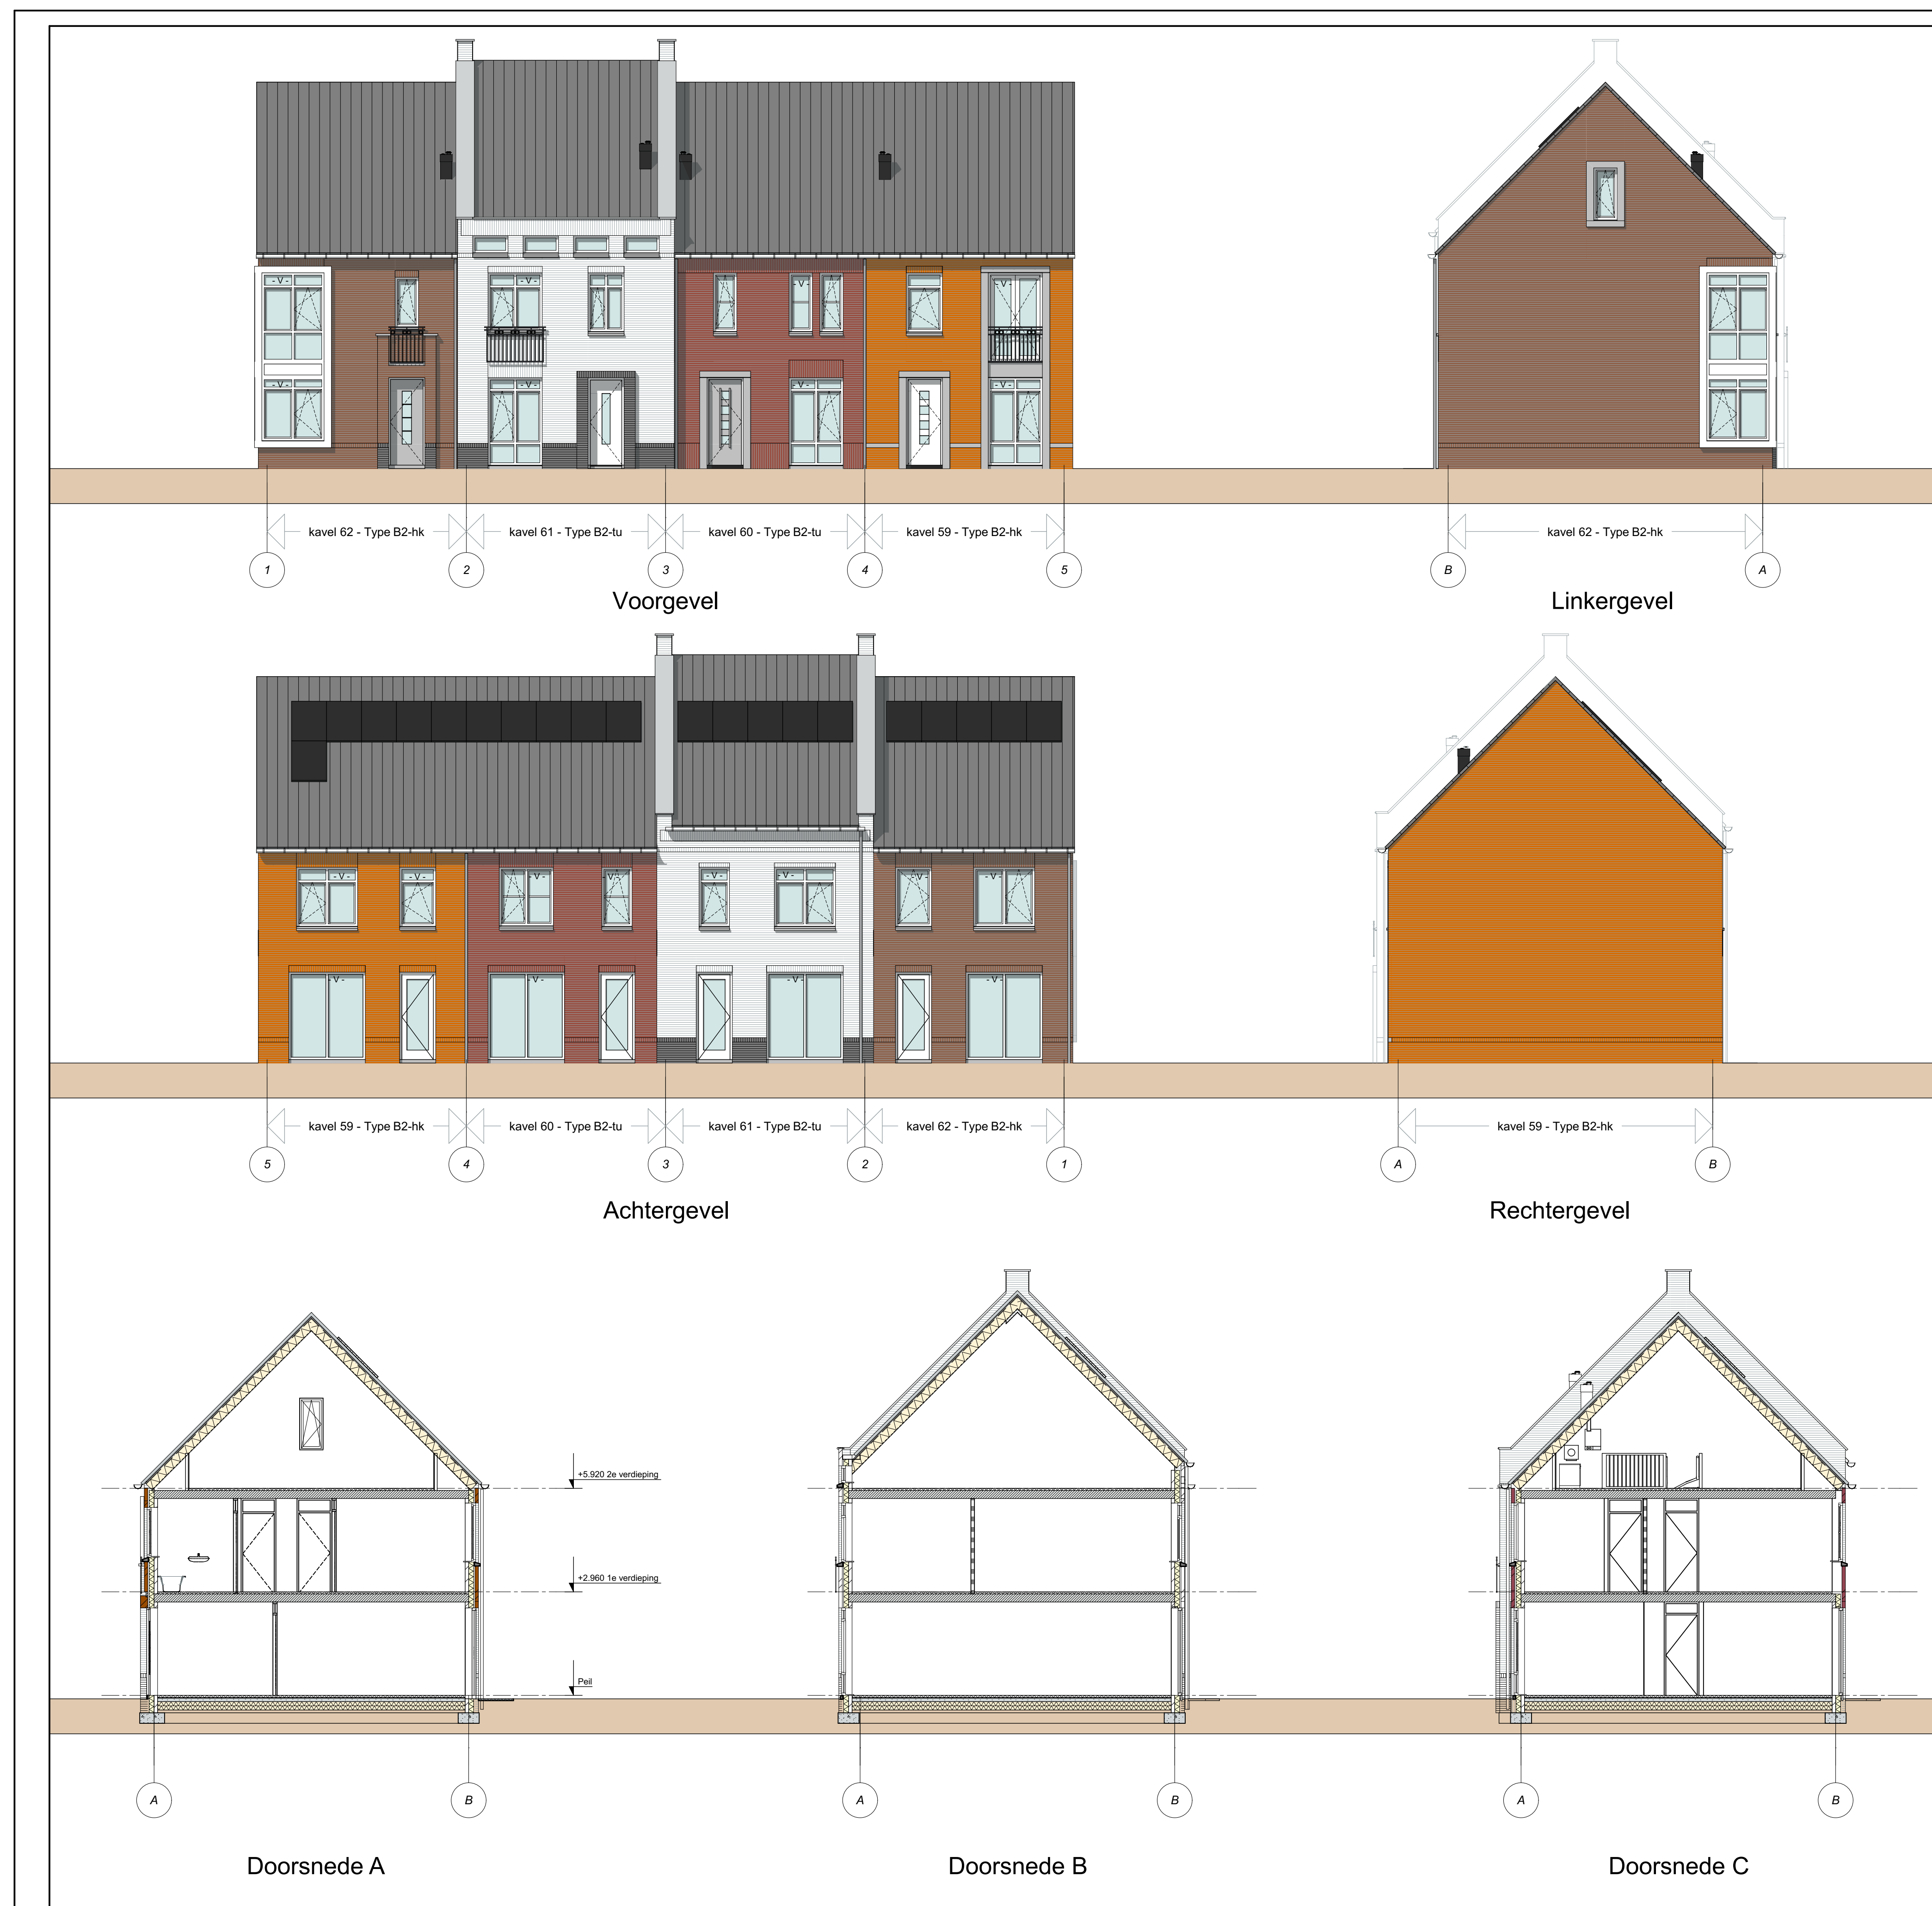 - V -
- V -
- V -
- V -
- V -
- V -
- V -
- V -
kavel 62 - Type B2-hk
kavel 61 - Type B2-tu
kavel 60 - Type B2-tu
kavel 59 - Type B2-hk
kavel 62 - Type B2-hk
1
2
3
4
5
B
A
Voorgevel
Linkergevel
- V -
- V -
- V -
- V -
- V -
- V -
- V -
- V -
- V -
- V -
- V -
- V -
kavel 59 - Type B2-hk
kavel 60 - Type B2-tu
kavel 61 - Type B2-tu
kavel 62 - Type B2-hk
kavel 59 - Type B2-hk
5
4
3
2
1
A
B
Achtergevel
Rechtergevel
+5.920 2e verdieping
+2.960 1e verdieping
Peil
A
B
A
B
A
B
Doorsnede A
Doorsnede B
Doorsnede C